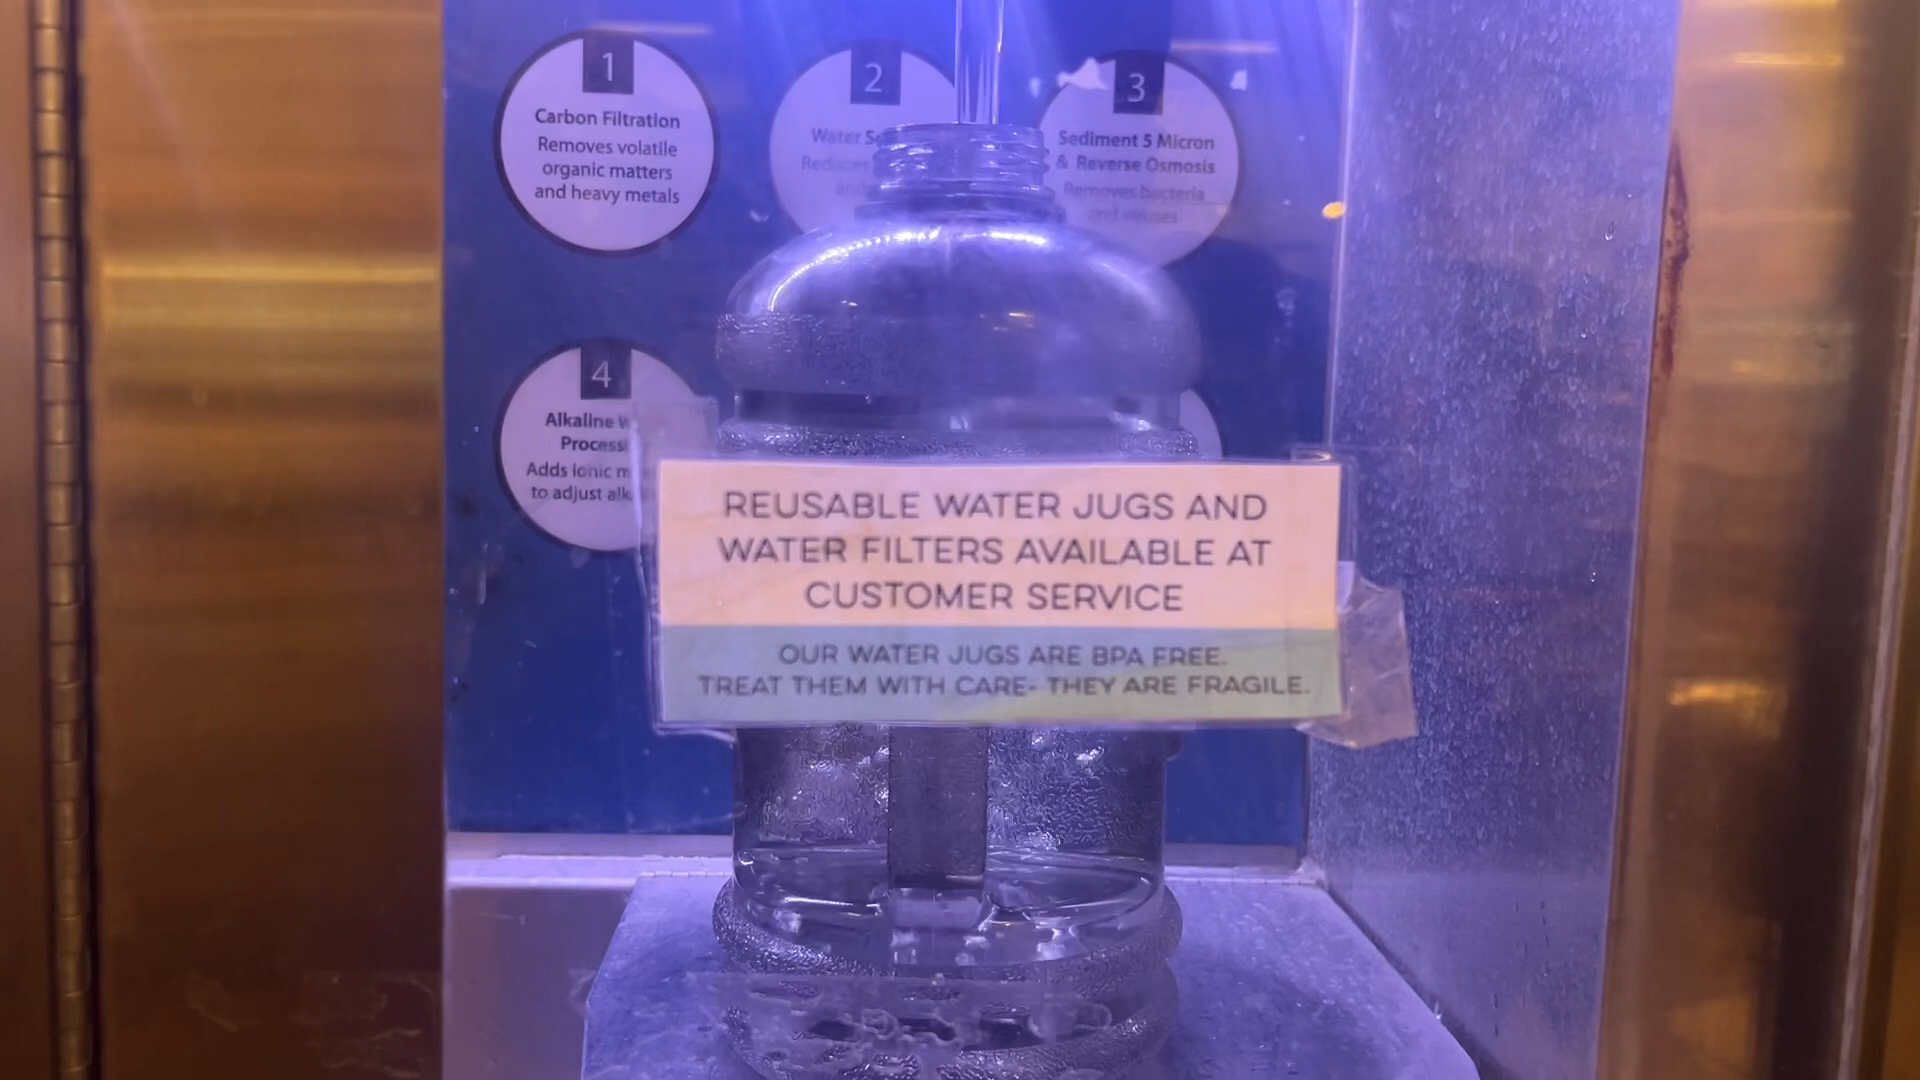 1
Carbon Filtration
Removes volatile
organic matters
and heavy metals
2
Water
Reduces
3
Sediment 5 Micron
& Reverse Osmosis
Removes bacteria
and viruses
4
Alkaline
Adds ionic
to adjust
REUSABLE WATER JUGS AND
WATER FILTERS AVAILABLE AT
CUSTOMER SERVICE
OUR WATER JUGS ARE BPA FREE.
TREAT THEM WITH CARE- THEY ARE FRAGILE.